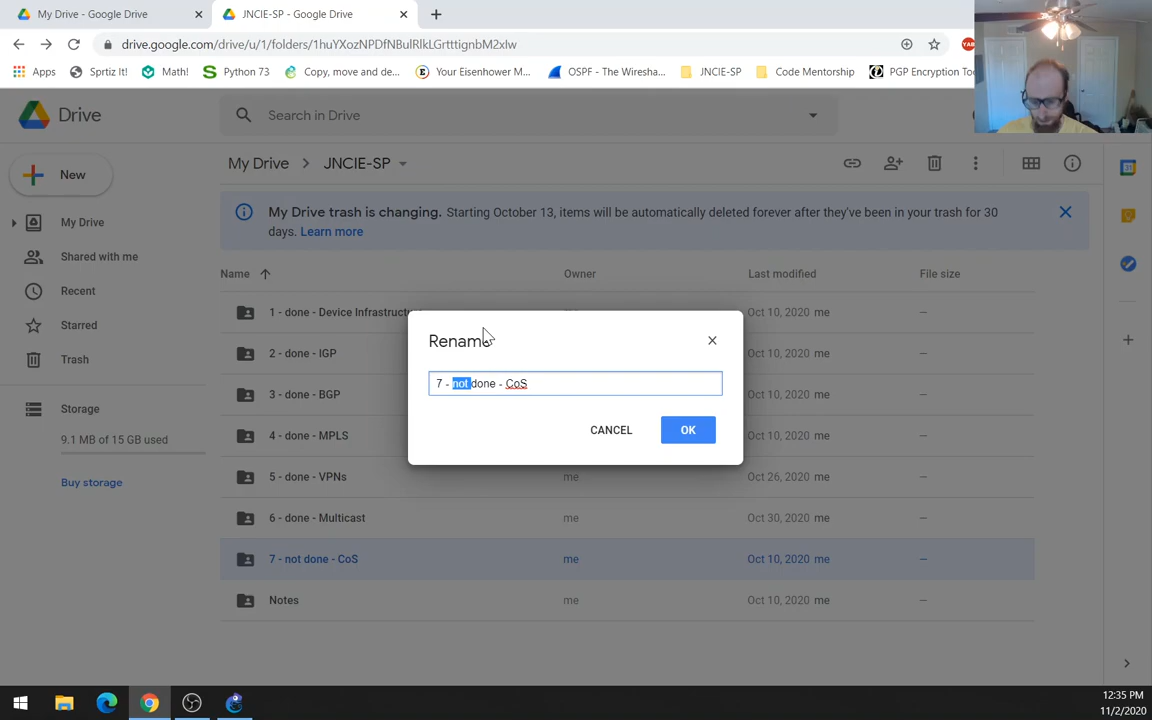 My Drive - Google Drive
JNCIE-SP - Google Drive
drive.google.com/drive/u/1/folders/1huYXozNPDfNBulRlkLGrtttignbM2xIw
Apps
Sprtiz It!
Math!
Python 73
Copy, move and de...
Your Eisenhower M...
OSPF - The Wiresha...
JNCIE-SP
Code Mentorship
PGP Encryption Too
Drive
Search in Drive
New
My Drive > JNCIE-SP
My Drive
Shared with me
Recent
Starred
Trash
Storage
9.1 MB of 15 GB used
Buy storage
My Drive trash is changing. Starting October 13, items will be automatically deleted forever after they've been in your trash for 30
days. Learn more
Name Owner Last modified File size
1 - done - Device Infrastructu Oct 10, 2020 me —
2 - done - IGP Oct 10, 2020 me —
3 - done - BGP Oct 10, 2020 me —
4 - done - MPLS Oct 10, 2020 me —
5 - done - VPNs me Oct 26, 2020 me —
6 - done - Multicast me Oct 30, 2020 me —
7 - not done - CoS me Oct 10, 2020 me —
Notes me Oct 10, 2020 me —
Rename
7 - not done - CoS
CANCEL
OK
12:35 PM
11/2/2020